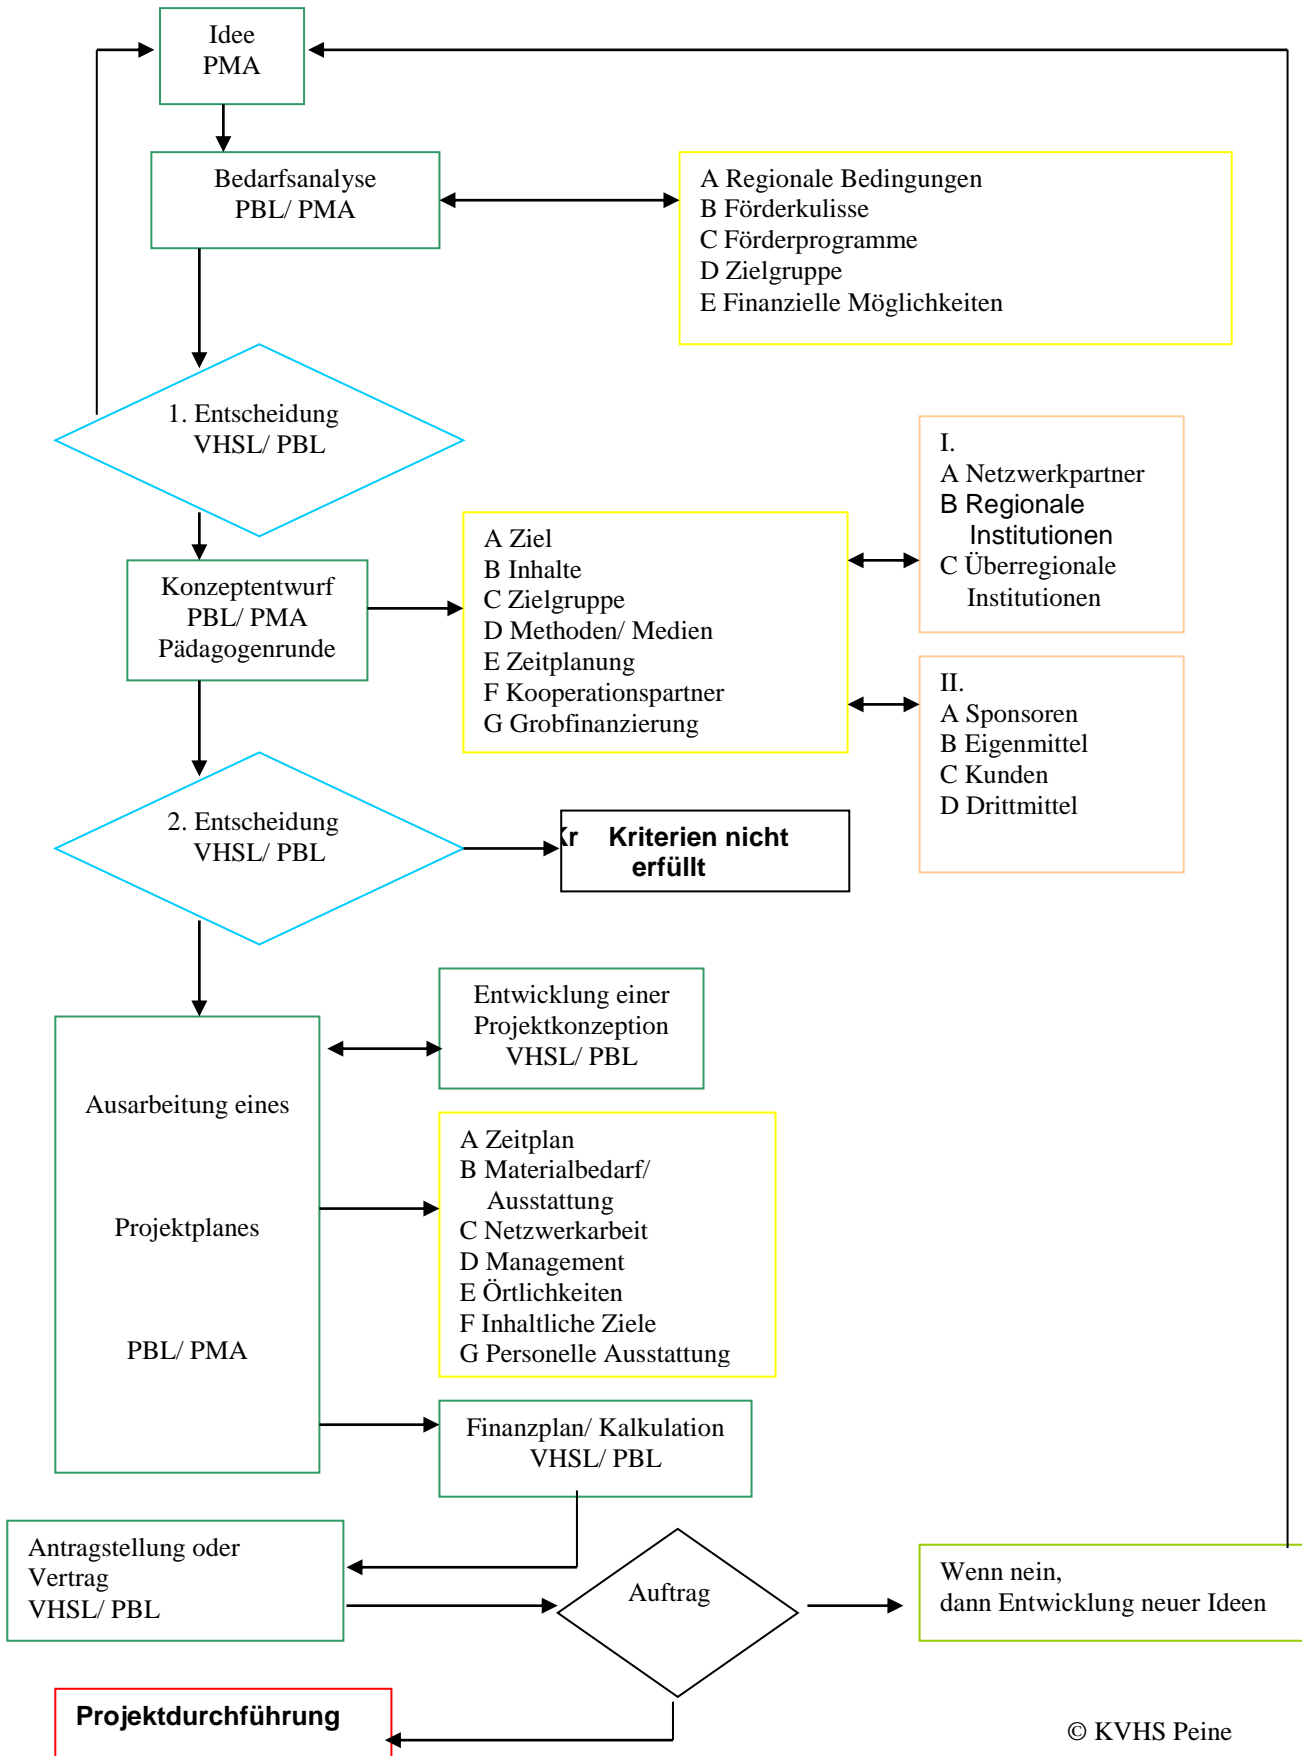 Idee
PMA
Bedarfsanalyse
PBL/ PMA
A Regionale Bedingungen
B Förderkulisse
C Förderprogramme
D Zielgruppe
E Finanzielle Möglichkeiten
1. Entscheidung
VHSL/ PBL
Konzeptentwurf
PBL/ PMA
Pädagogenrunde
A Ziel
B Inhalte
C Zielgruppe
D Methoden/ Medien
E Zeitplanung
F Kooperationspartner
G Grobfinanzierung
I.
A Netzwerkpartner
B Regionale
Institutionen
C Überregionale
Institutionen
II.
A Sponsoren
B Eigenmittel
C Kunden
D Drittmittel
2. Entscheidung
VHSL/ PBL
Kr Kriterien nicht
erfüllt
Entwicklung einer
Projektkonzeption
VHSL/ PBL
Ausarbeitung eines
Projektplanes
PBL/ PMA
A Zeitplan
B Materialbedarf/
Ausstattung
C Netzwerkarbeit
D Management
E Örtlichkeiten
F Inhaltliche Ziele
G Personelle Ausstattung
Finanzplan/ Kalkulation
VHSL/ PBL
Antragstellung oder
Vertrag
VHSL/ PBL
Auftrag
Wenn nein,
dann Entwicklung neuer Ideen
Projektdurchführung
© KVHS Peine